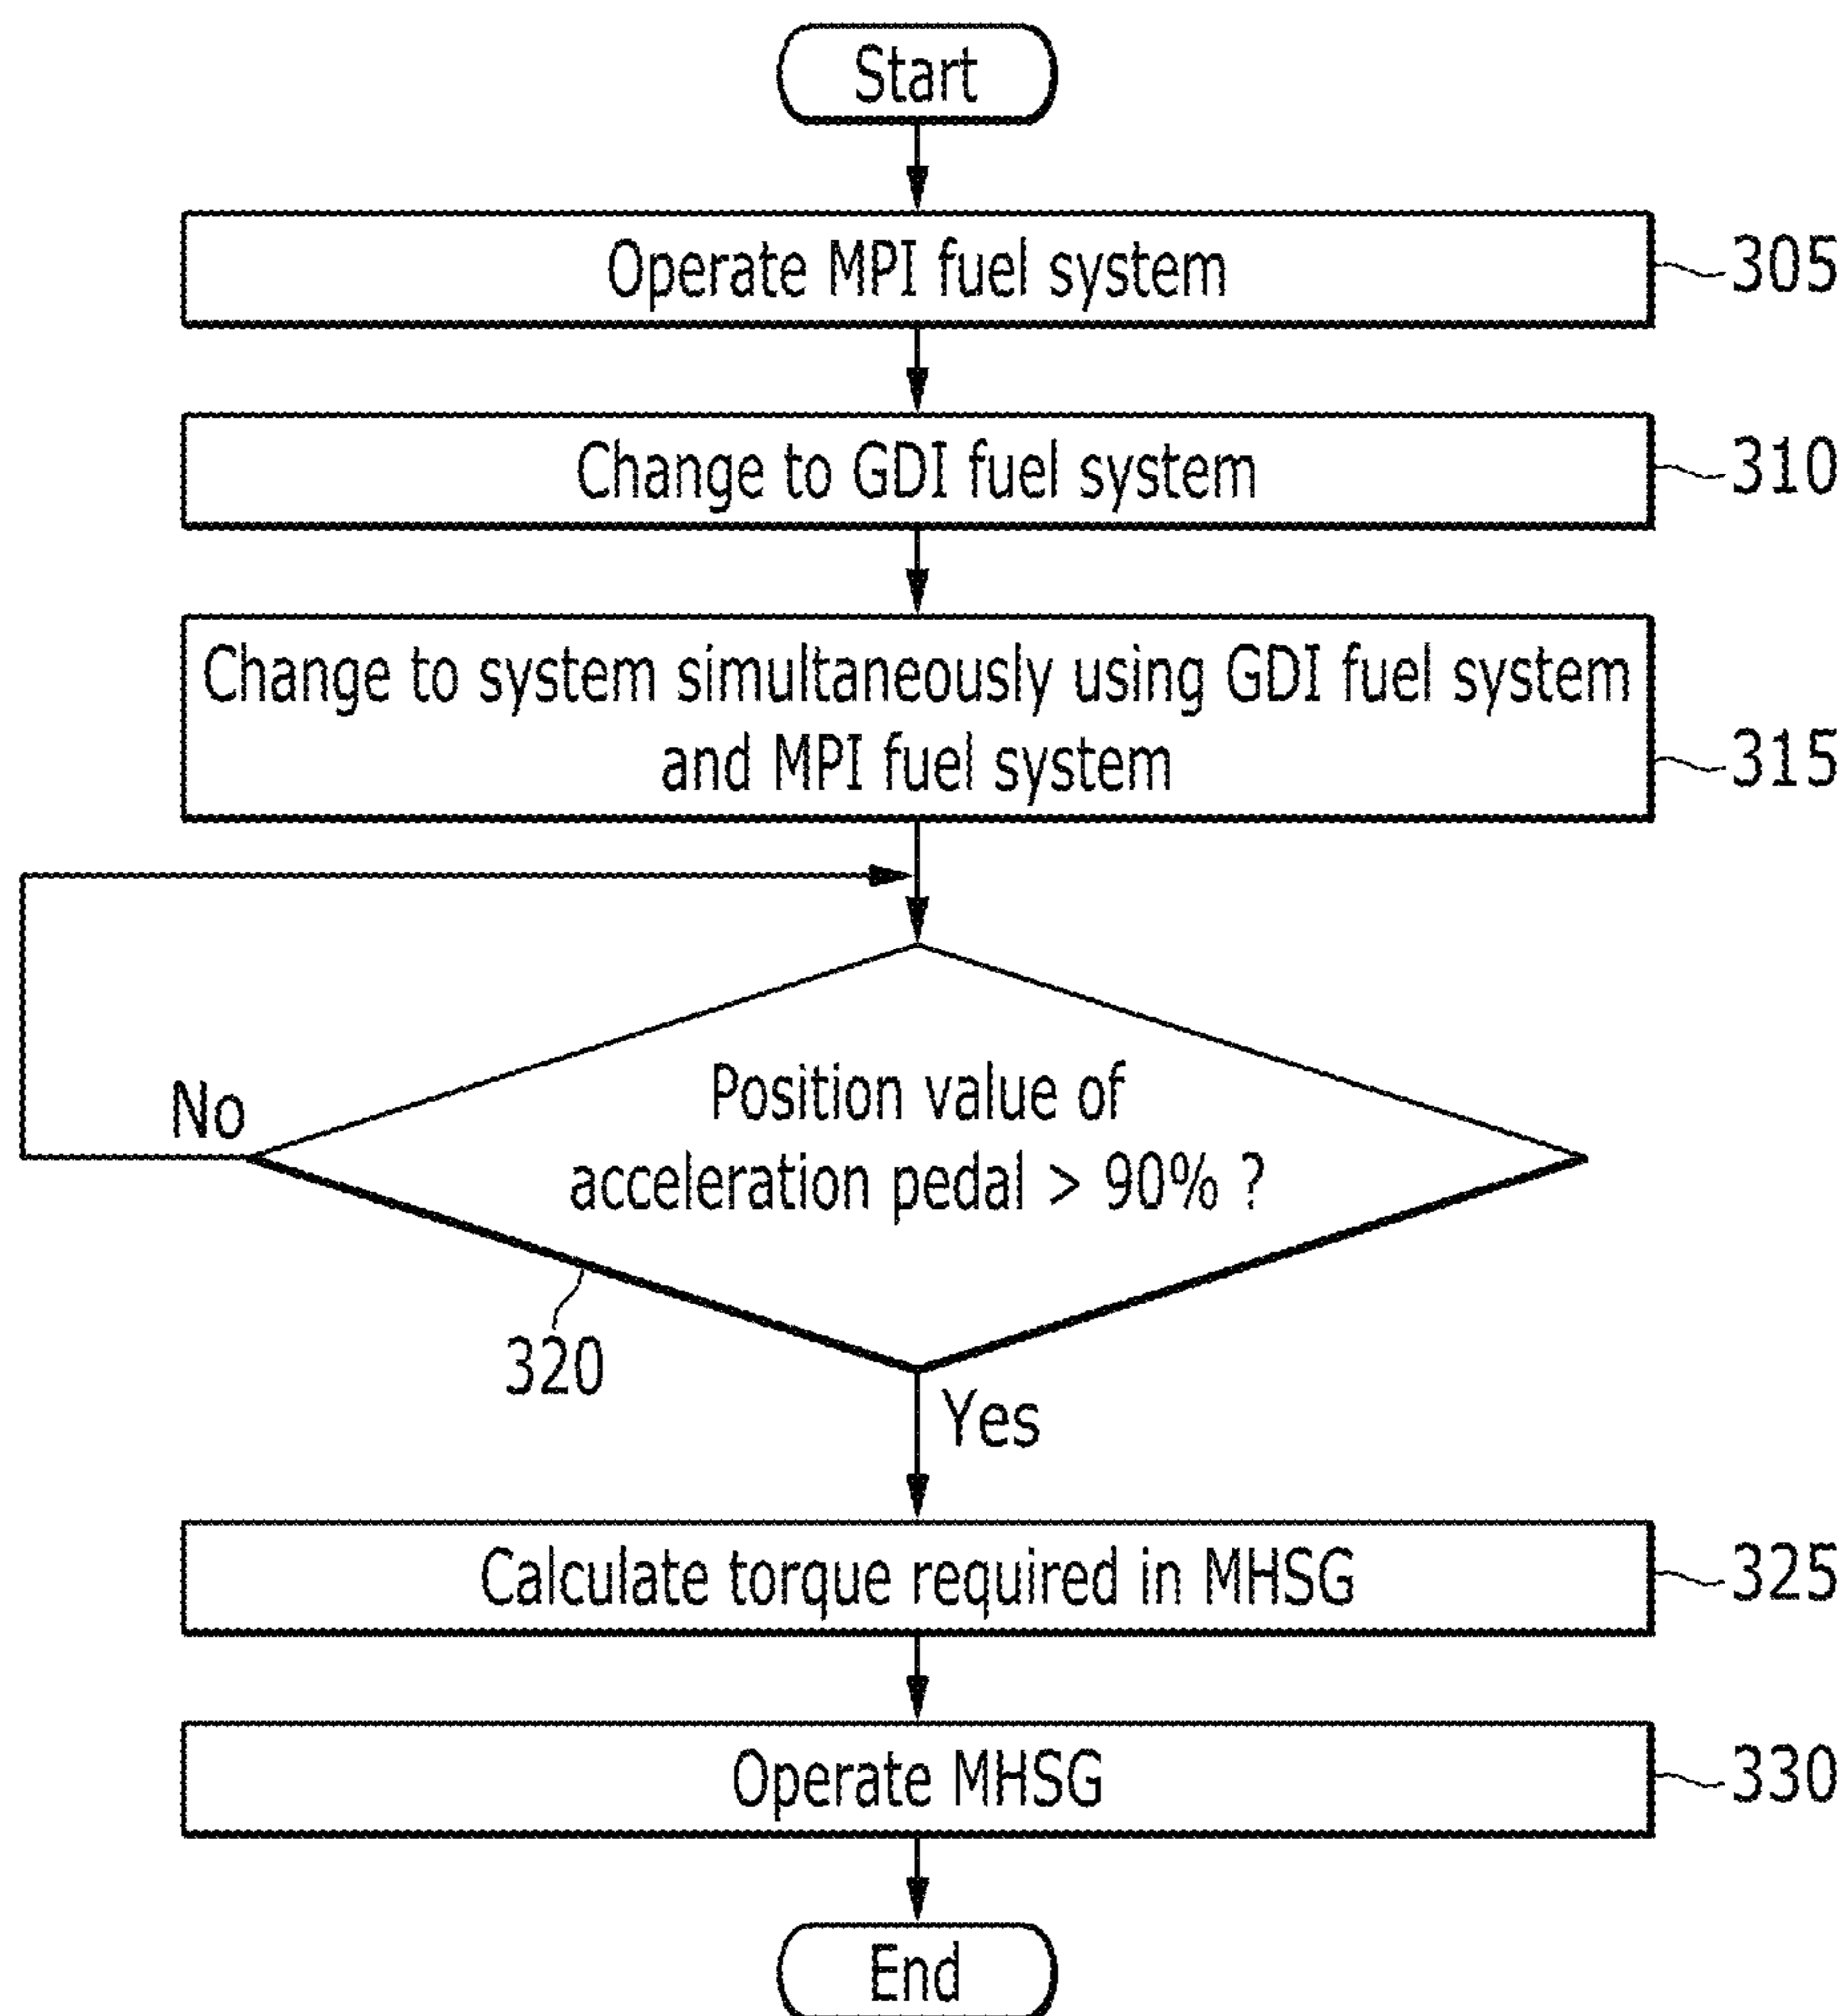 Start
Operate MPI fuel system
305
Change to GDI fuel system
310
Change to system simultaneously using GDI fuel system
and MPI fuel system
315
Position value of
acceleration pedal > 90% ?
No
320
Yes
Calculate torque required in MHSG
325
Operate MHSG
330
End